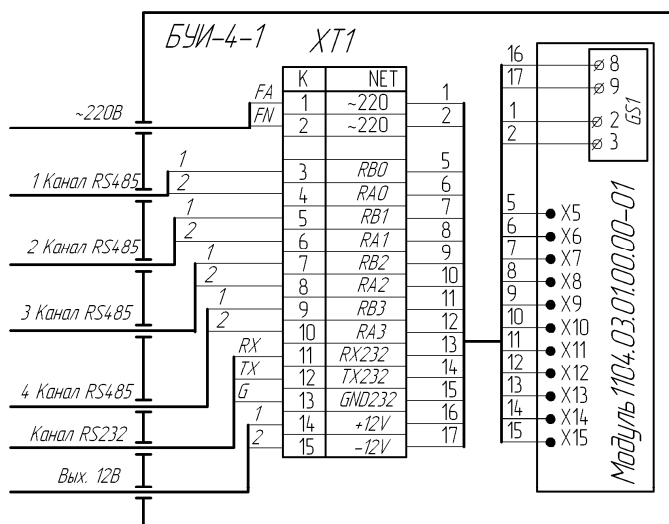 БУИ-4-1 XT1
K NET
~220В FA 1 ~220 1
FN 2 ~220 2
1 Канал RS485 1 3 RB0 5
2 4 RA0 6
2 Канал RS485 1 5 RB1 7
2 6 RA1 8
3 Канал RS485 1 7 RB2 9
2 8 RA2 10
4 Канал RS485 1 9 RB3 11
2 10 RA3 12
Канал RS232 RX 11 RX232 13
TX 12 TX232 14
G 13 GND232 15
Вых. 12В 1 14 +12V 16
2 15 -12V 17
16 8
17 9
1 2
2 3
GS1
5 X5
6 X6
7 X7
8 X8
9 X9
10 X10
11 X11
12 X12
13 X13
14 X14
15 X15
Модуль 1104.03.01.00.00-01